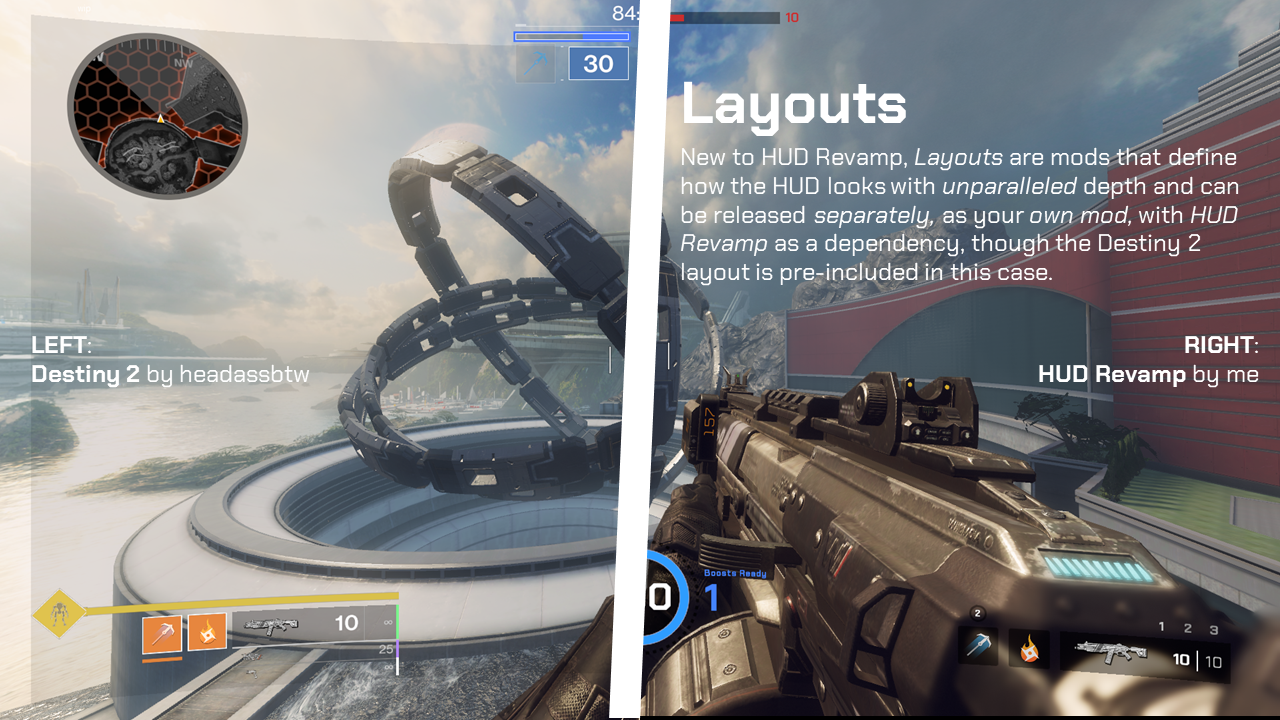 84:
30
NW
10
Layouts
New to HUD Revamp, Layouts are mods that define
how the HUD looks with unparalleled depth and can
be released separately, as your own mod, with HUD
Revamp as a dependency, though the Destiny 2
layout is pre-included in this case.
LEFT:
Destiny 2 by headassbtw
RIGHT:
HUD Revamp by me
157
Boosts Ready
0
1
10
∞
25
∞
2
1 2 3
10 | 10